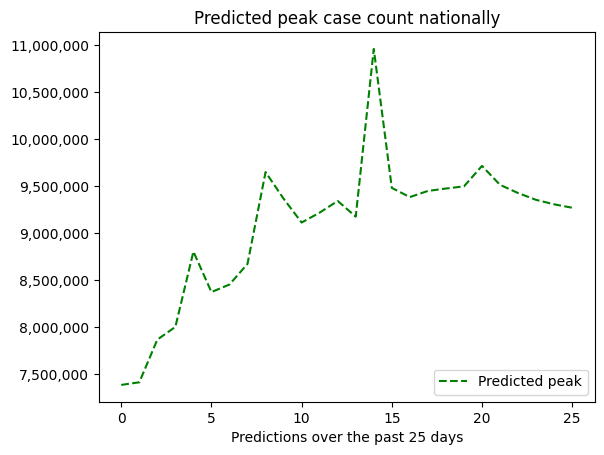 Predicted peak case count nationally
11,000,000
10,500,000
10,000,000
9,500,000
9,000,000
8,500,000
8,000,000
7,500,000
Predicted peak
0 5 10 15 20 25
Predictions over the past 25 days